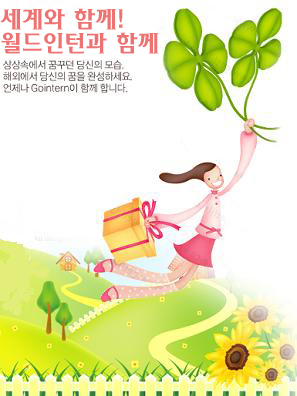 세계와 함께!
월드인턴과 함께
상상속에서 꿈꾸던 당신의 모습.
해외에서 당신의 꿈을 완성하세요.
언제나 Gointern이 함께 합니다.